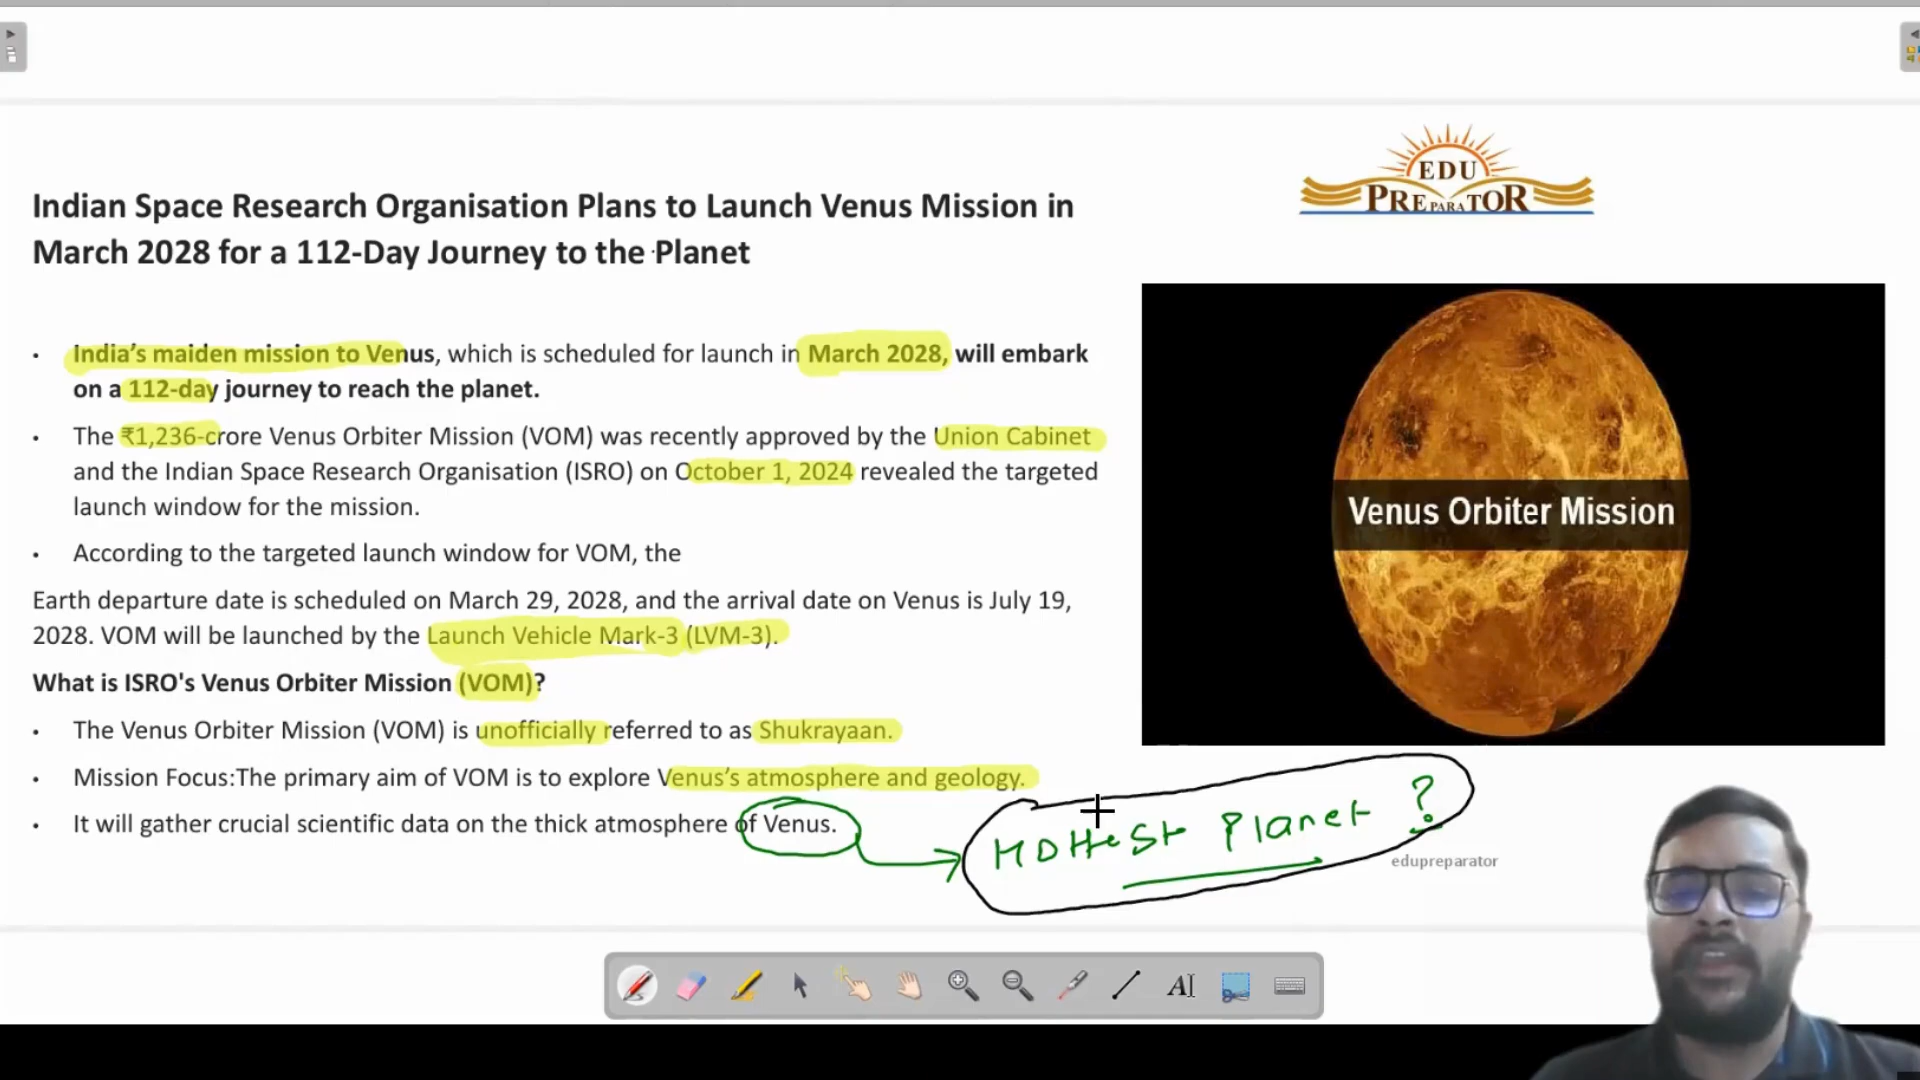 EDU
PREPARATOR
Indian Space Research Organisation Plans to Launch Venus Mission in
March 2028 for a 112-Day Journey to the Planet
• India's maiden mission to Venus, which is scheduled for launch in March 2028, will embark
on a 112-day journey to reach the planet.
• The ₹1,236-crore Venus Orbiter Mission (VOM) was recently approved by the Union Cabinet
and the Indian Space Research Organisation (ISRO) on October 1, 2024 revealed the targeted
launch window for the mission.
• According to the targeted launch window for VOM, the
Earth departure date is scheduled on March 29, 2028, and the arrival date on Venus is July 19,
2028. VOM will be launched by the Launch Vehicle Mark-3 (LVM-3).
What is ISRO's Venus Orbiter Mission (VOM)?
• The Venus Orbiter Mission (VOM) is unofficially referred to as Shukrayaan.
• Mission Focus:The primary aim of VOM is to explore Venus's atmosphere and geology.
• It will gather crucial scientific data on the thick atmosphere of Venus.
Venus Orbiter Mission
HOTTEST Planet ?
edupreparator
AI